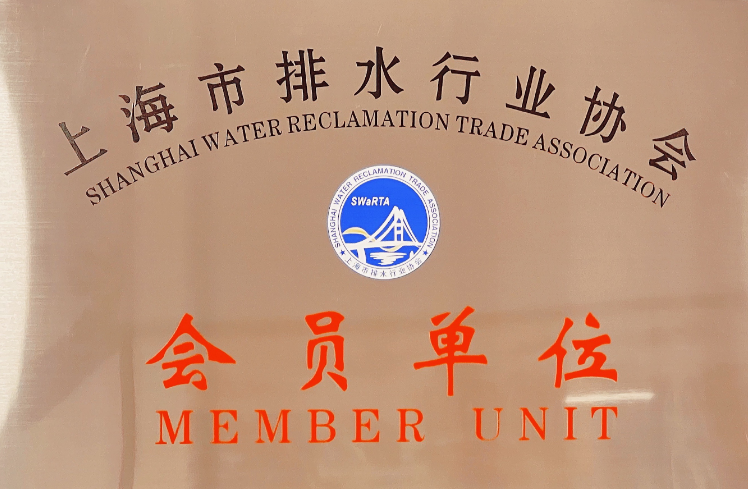 上海市排水行业协会
SHANGHAI WATER RECLAMATION TRADE ASSOCIATION
SHANGHAI WATER RECLAMATION TRADE ASSOCIATION
SWaRTA
上海市排水行业协会
会员单位
MEMBER UNIT